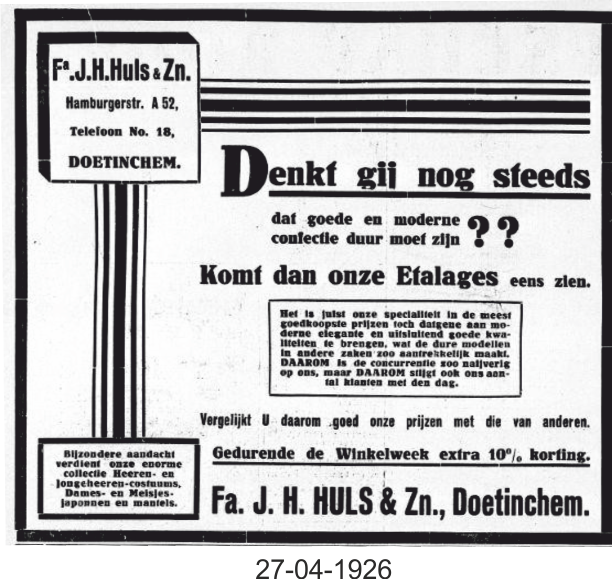 Fa. J.H. Huls & Zn.
Hamburgerstr. A 52,
Telefoon No. 18,
DOETINCHEM.
Denkt gij nog steeds
dat goede en moderne
confectie duur moet zijn ??
Komt dan onze Etalages eens zien.
Het is juist onze specialiteit in de meest
goedkoopste prijzen toch datgene aan mo-
derne elegante en uitsluitend goede kwa-
liteiten te brengen, wat de dure modellen
in andere zaken zoo aantrekkelijk maakt.
DAAROM is de concurrentie zoo naijverig
op ons, maar DAAROM stijgt ook ons aan-
tal klanten met den dag.
Vergelijkt U daarom goed onze prijzen met die van anderen.
Gedurende de Winkelweek extra 10% korting.
Bijzondere aandacht
verdient onze enorme
collectie Heeren- en
jongeheeren-costuums,
Dames- en Meisjes-
japonnen en mantels.
Fa. J. H. HULS & Zn., Doetinchem.
27-04-1926